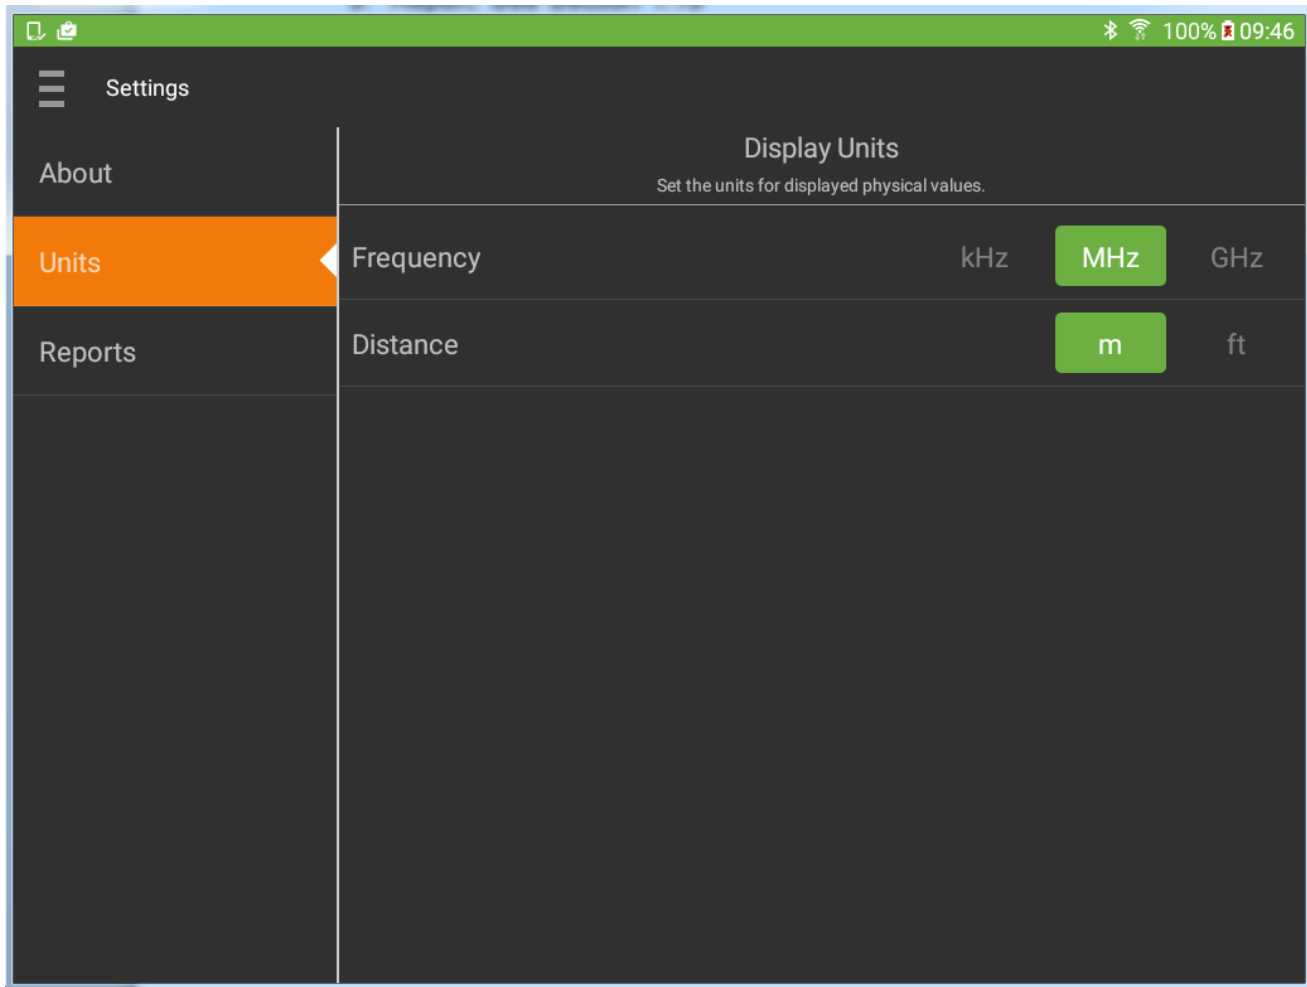 100% 09:46
Settings
About
Units
Reports
Display Units
Set the units for displayed physical values.
Frequency kHz MHz GHz
Distance m ft